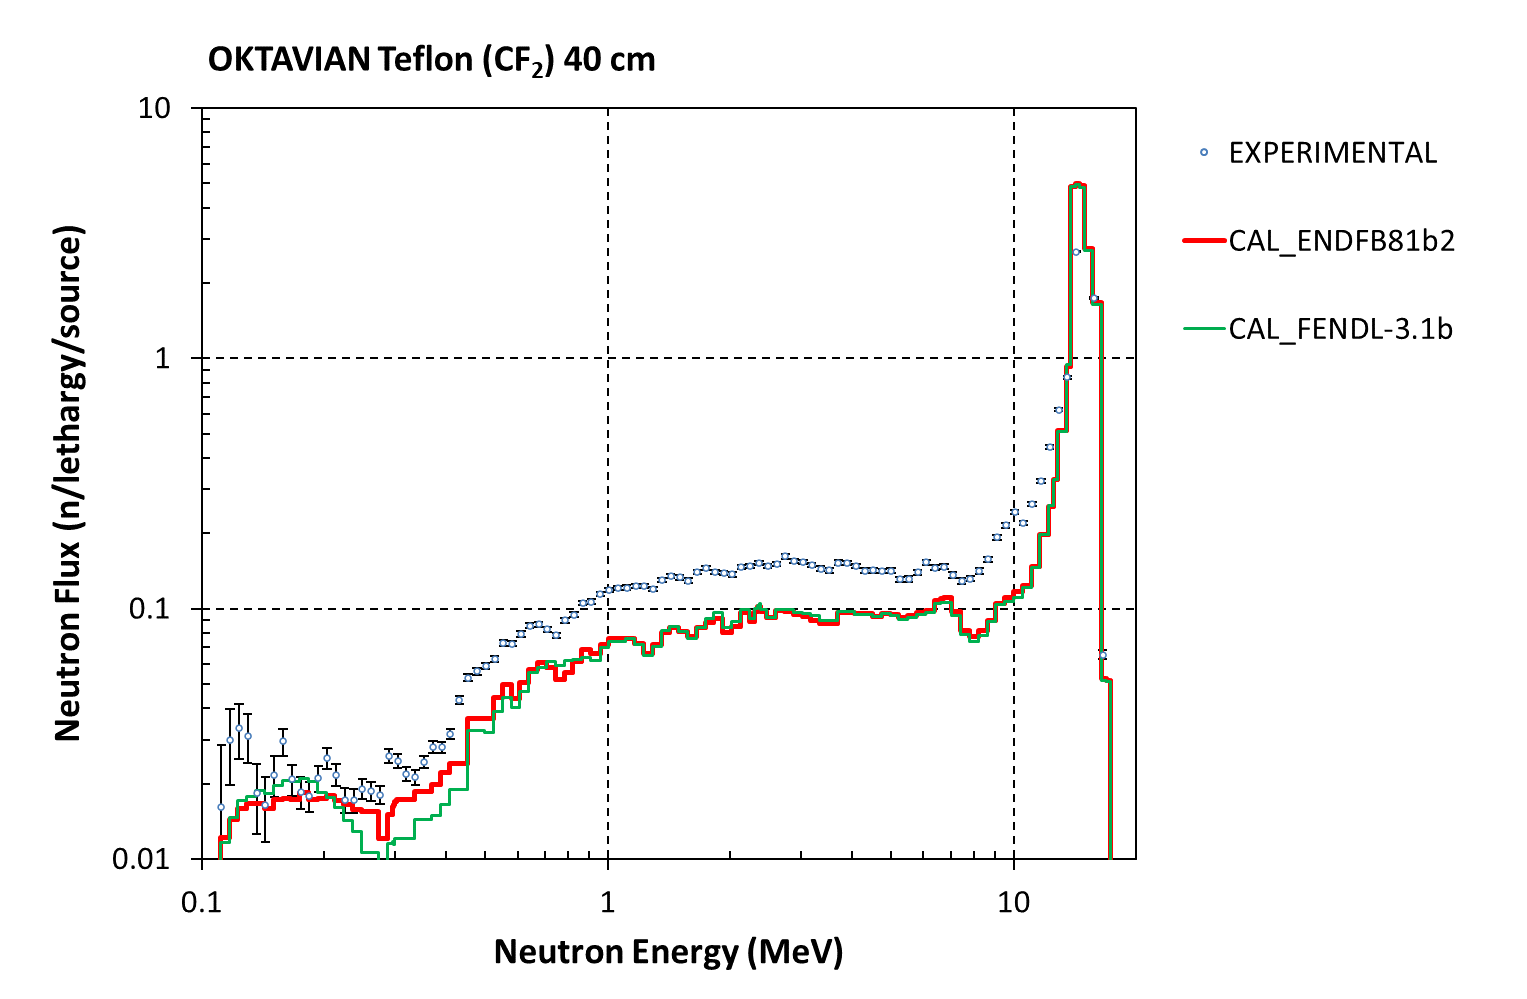 OKTAVIAN Teflon (CF₂) 40 cm
10
1
0.1
0.01
0.1
1
10
Neutron Flux (n/lethargy/source)
Neutron Energy (MeV)
EXPERIMENTAL
CAL_ENDFB81b2
CAL_FENDL-3.1b